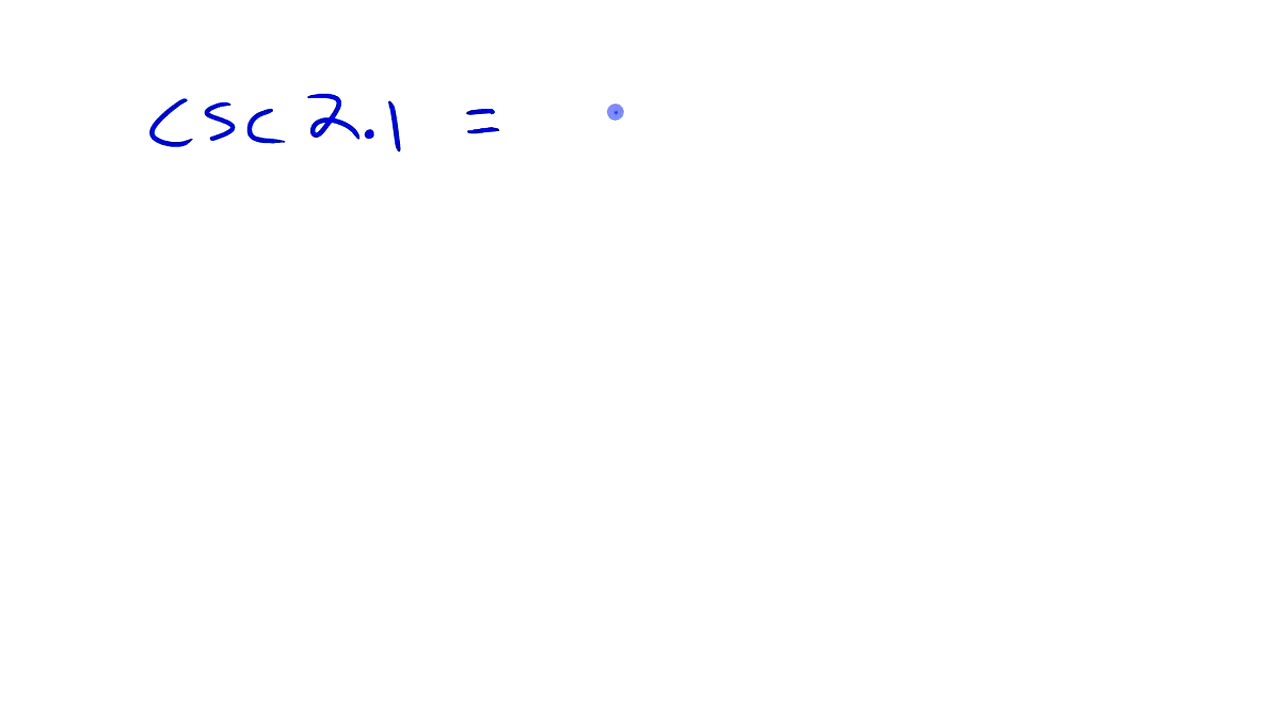 csc 2.1 =